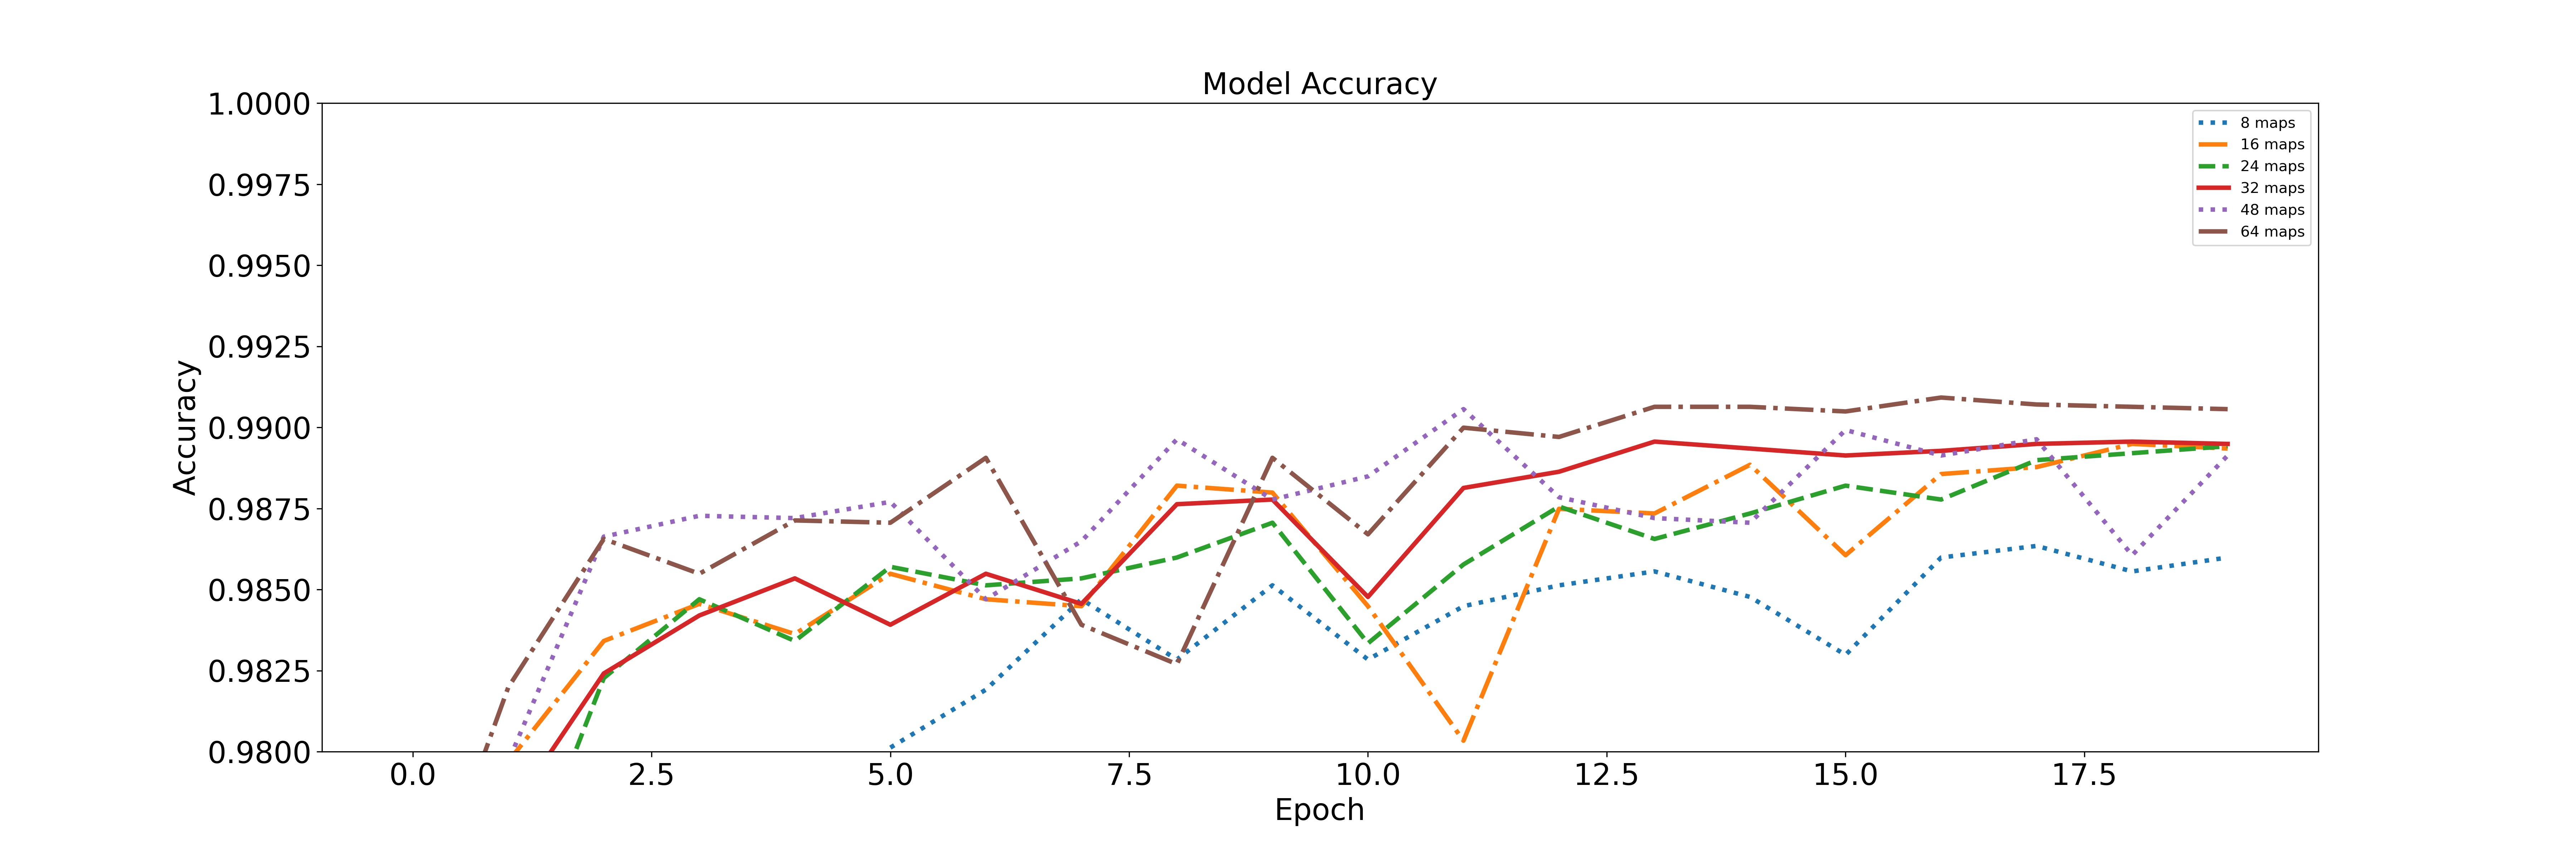 Model Accuracy
1.0000
0.9975
0.9950
0.9925
0.9900
0.9875
0.9850
0.9825
0.9800
Accuracy
8 maps
16 maps
24 maps
32 maps
48 maps
64 maps
0.0 2.5 5.0 7.5 10.0 12.5 15.0 17.5
Epoch